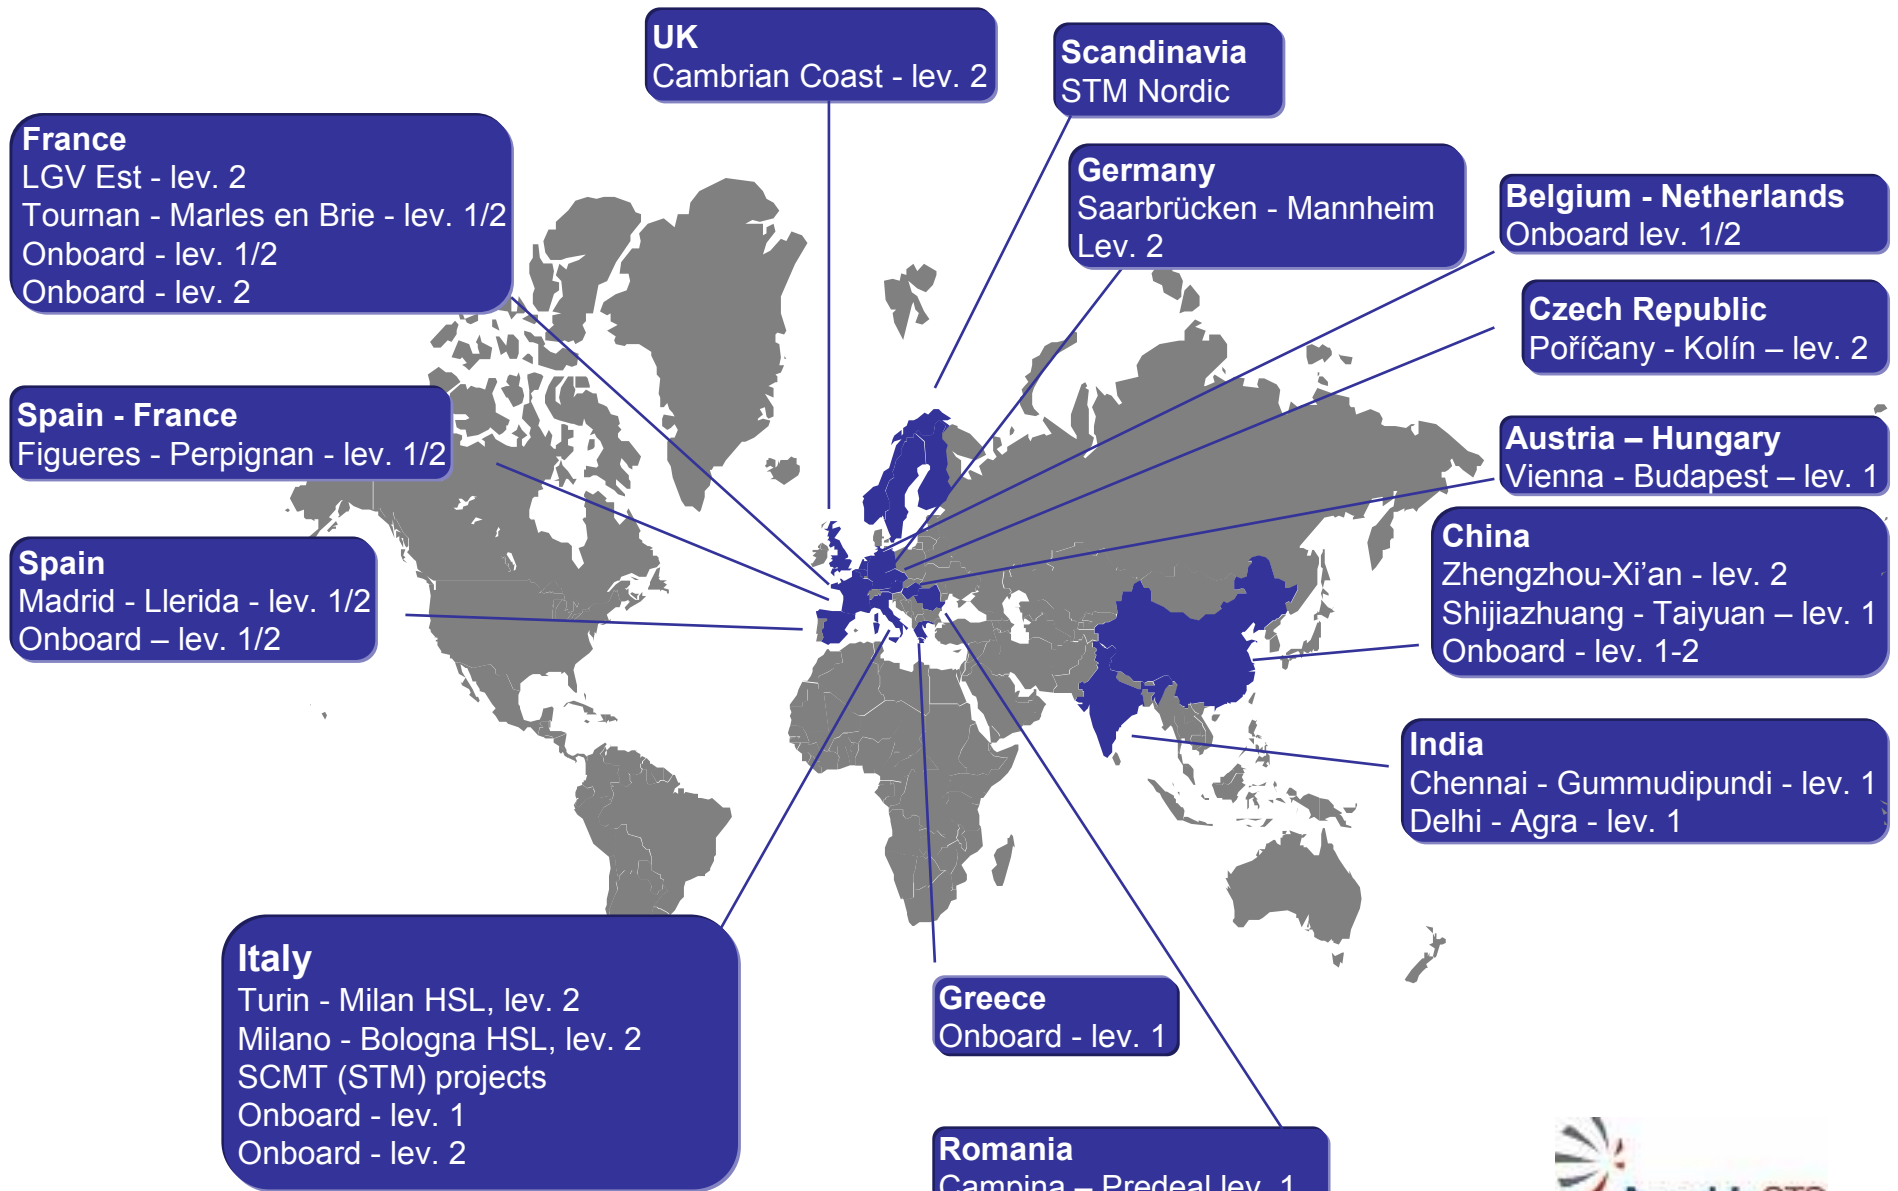 UK
Cambrian Coast - lev. 2
Scandinavia
STM Nordic
France
LGV Est - lev. 2
Tournan - Marles en Brie - lev. 1/2
Onboard - lev. 1/2
Onboard - lev. 2
Germany
Saarbrücken - Mannheim
Lev. 2
Belgium - Netherlands
Onboard lev. 1/2
Czech Republic
Poříčany - Kolín – lev. 2
Spain - France
Figueres - Perpignan - lev. 1/2
Austria – Hungary
Vienna - Budapest – lev. 1
Spain
Madrid - Llerida - lev. 1/2
Onboard – lev. 1/2
China
Zhengzhou-Xi’an - lev. 2
Shijiazhuang - Taiyuan – lev. 1
Onboard - lev. 1-2
India
Chennai - Gummudipundi - lev. 1
Delhi - Agra - lev. 1
Italy
Turin - Milan HSL, lev. 2
Milano - Bologna HSL, lev. 2
SCMT (STM) projects
Onboard - lev. 1
Onboard - lev. 2
Greece
Onboard - lev. 1
Romania
Campina – Predeal lev. 1